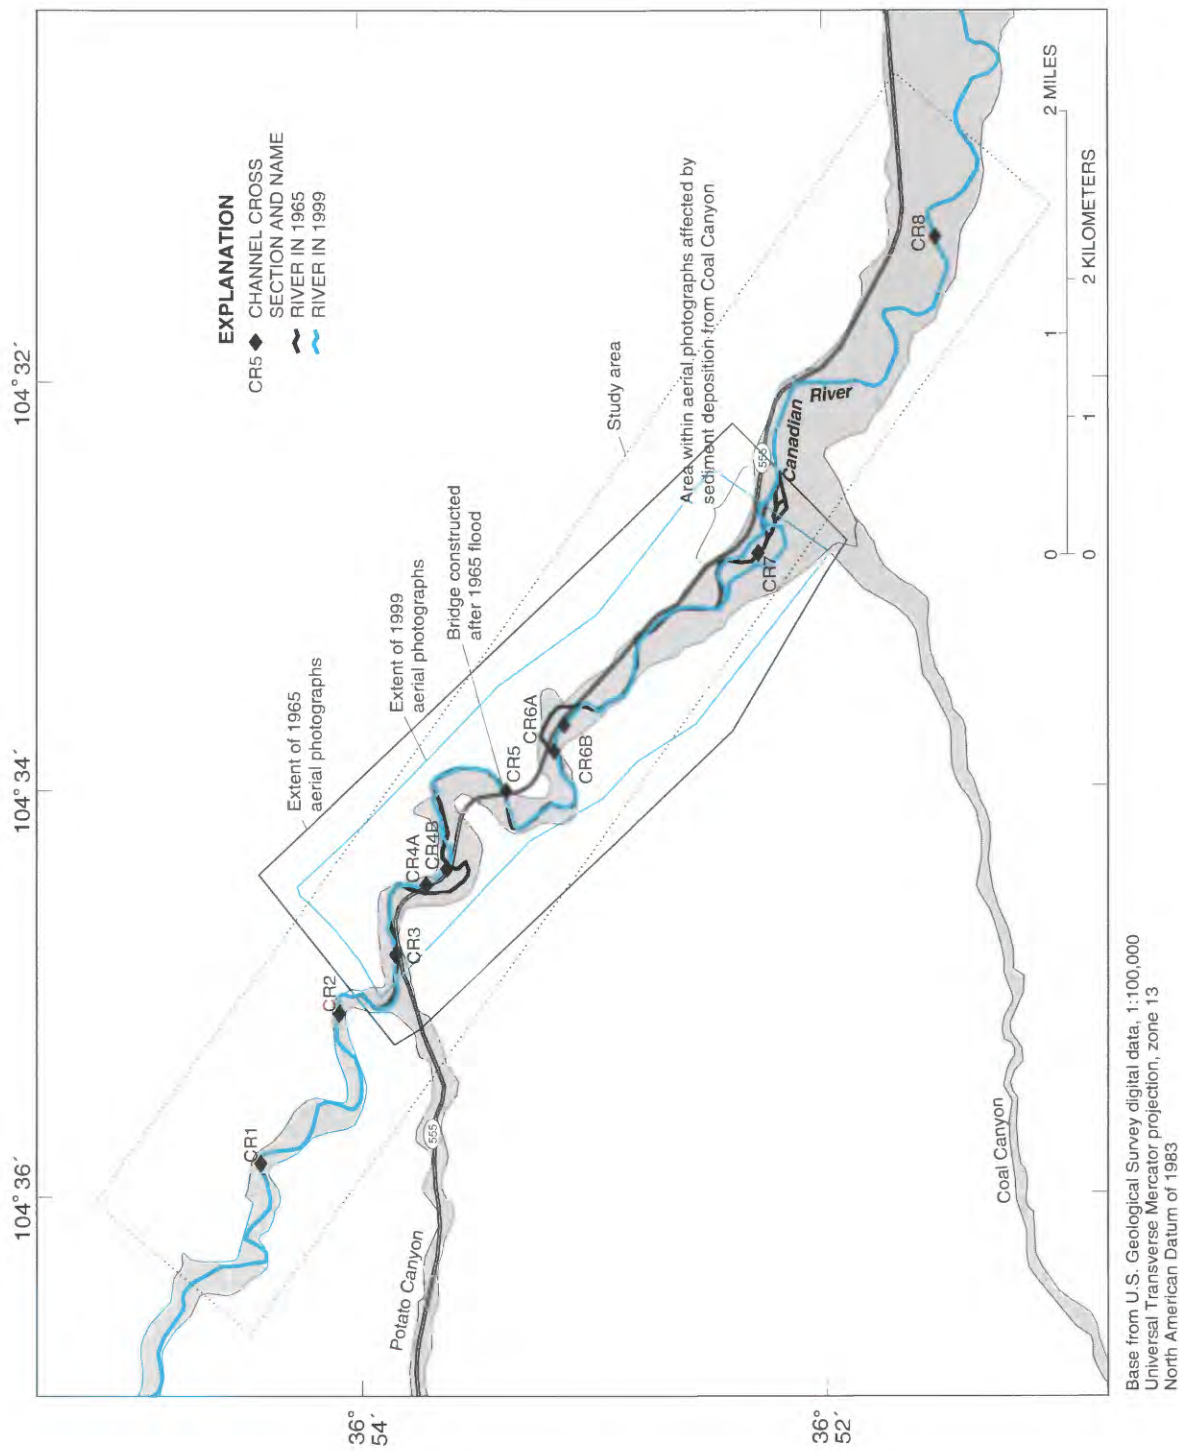 104° 36′
104° 34′
104° 32′
36°
54′
36°
52′
EXPLANATION
CR5 CHANNEL CROSS
SECTION AND NAME
RIVER IN 1965
RIVER IN 1999
Extent of 1965
aerial photographs
Extent of 1999
aerial photographs
Bridge constructed
after 1965 flood
Study area
Area within aerial photographs affected by
sediment deposition from Coal Canyon
CR1
CR2
CR3
CR4A
CR4B
CR5
CR6A
CR6B
CR7
CR8
555
555
Canadian
River
Potato Canyon
Coal Canyon
0 1 2 MILES
0 1 2 KILOMETERS
Base from U.S. Geological Survey digital data, 1:100,000
Universal Transverse Mercator projection, zone 13
North American Datum of 1983